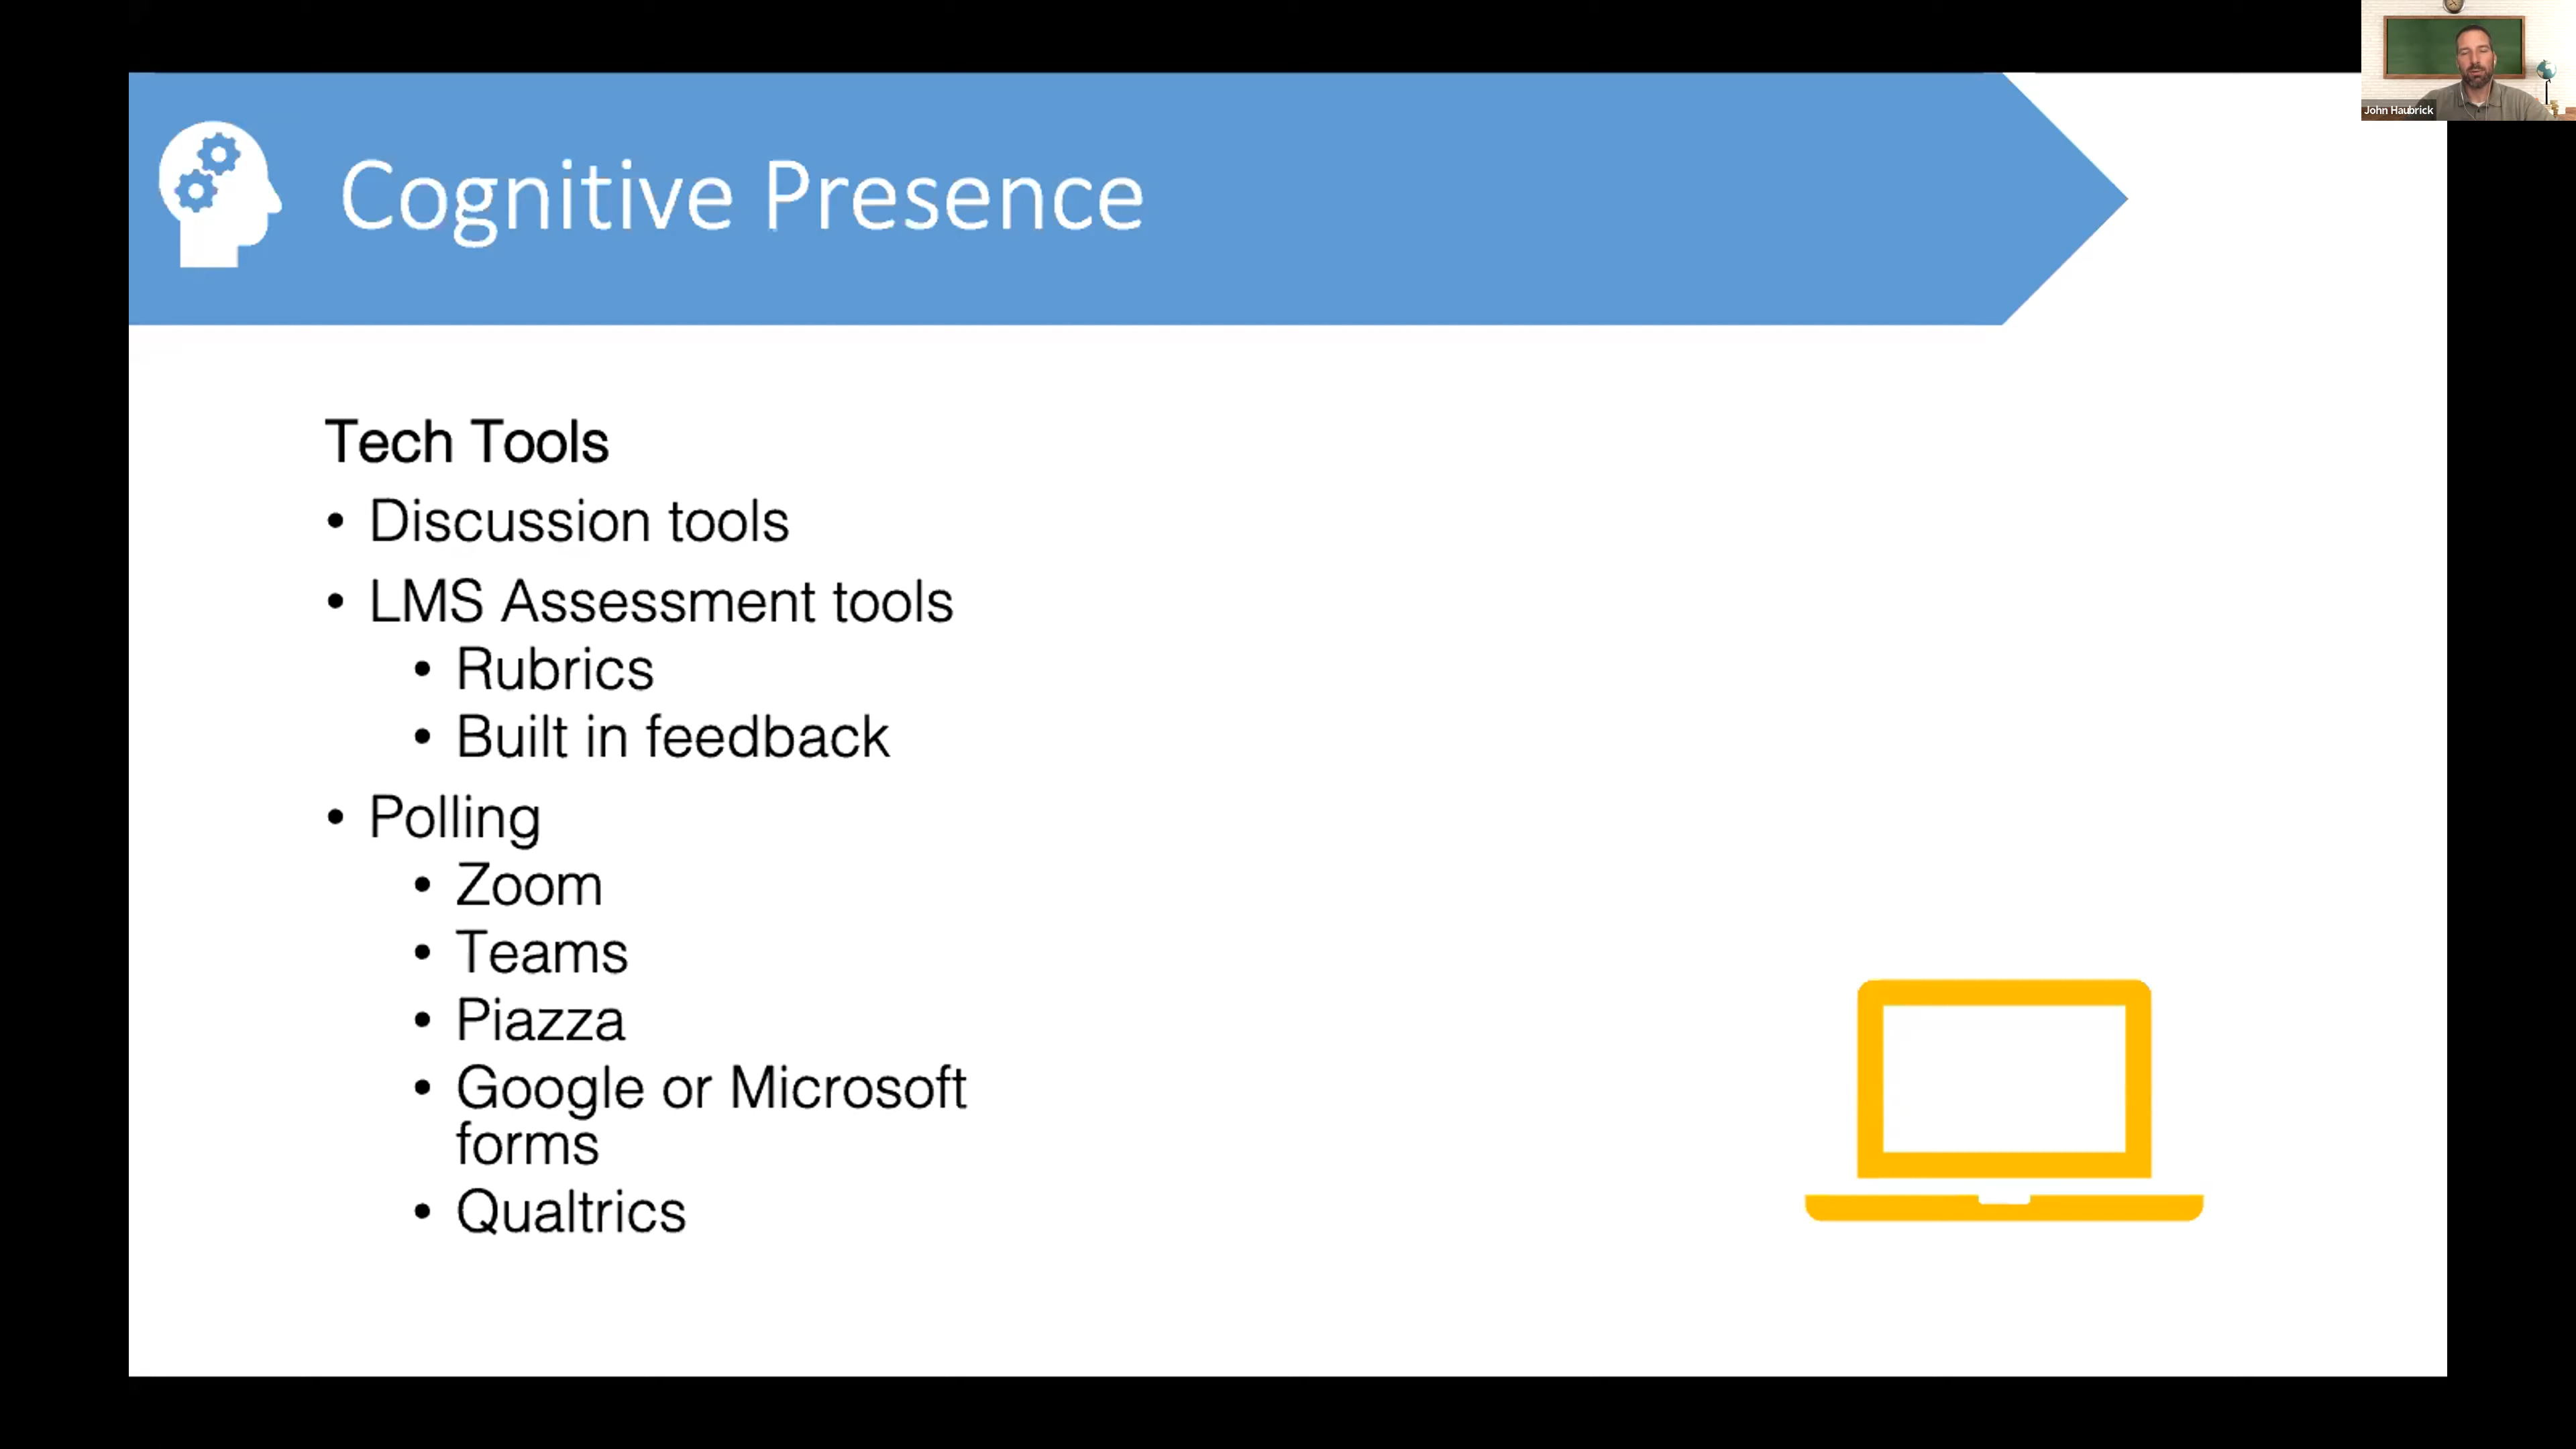 John Haubrick
Cognitive Presence
Tech Tools
• Discussion tools
• LMS Assessment tools
• Rubrics
• Built in feedback
• Polling
• Zoom
• Teams
• Piazza
• Google or Microsoft
forms
• Qualtrics